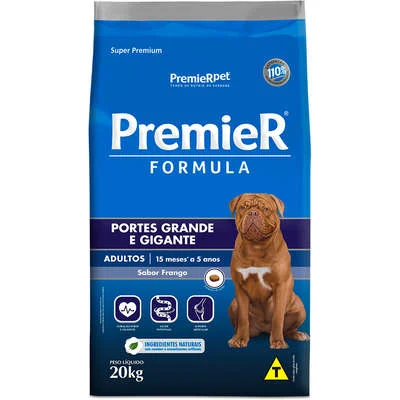 Super Premium
PremieRpet
110%
PremieR®
FORMULA
PORTES GRANDE
E GIGANTE
ADULTOS | 15 meses* a 5 anos
Sabor Frango
INGREDIENTES NATURAIS
PESO LÍQUIDO
20kg
T